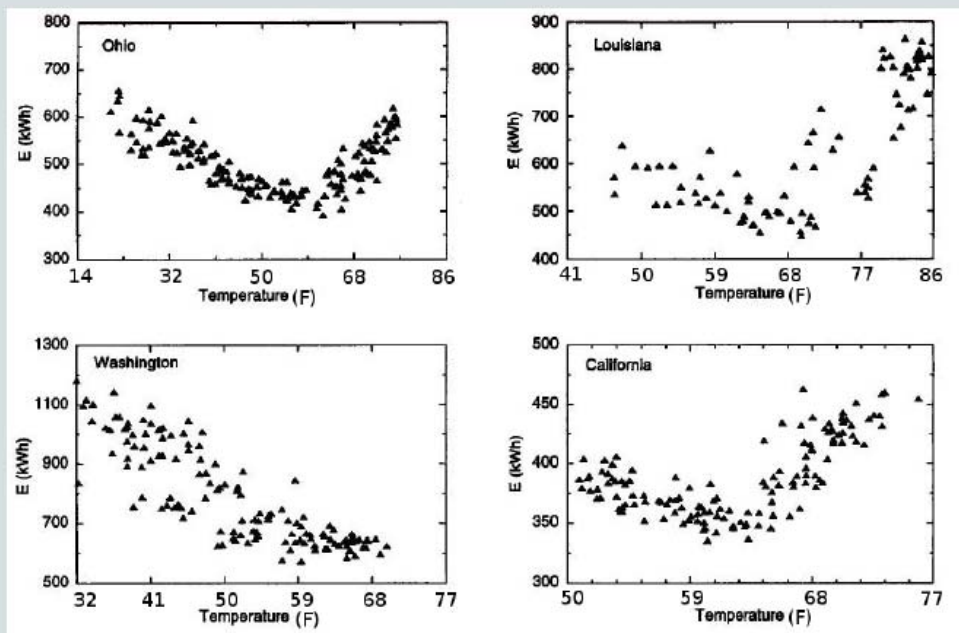 800
700
600
500
400
300
E (kWh)
Ohio
14 32 50 68 86
Temperature (F)
900
800
700
600
500
400
E (kWh)
Louisiana
41 50 59 68 77 86
Temperature (F)
1300
1100
900
700
500
E (kWh)
Washington
32 41 50 59 68 77
Temperature (F)
500
450
400
350
300
E (kWh)
California
50 59 68 77
Temperature (F)